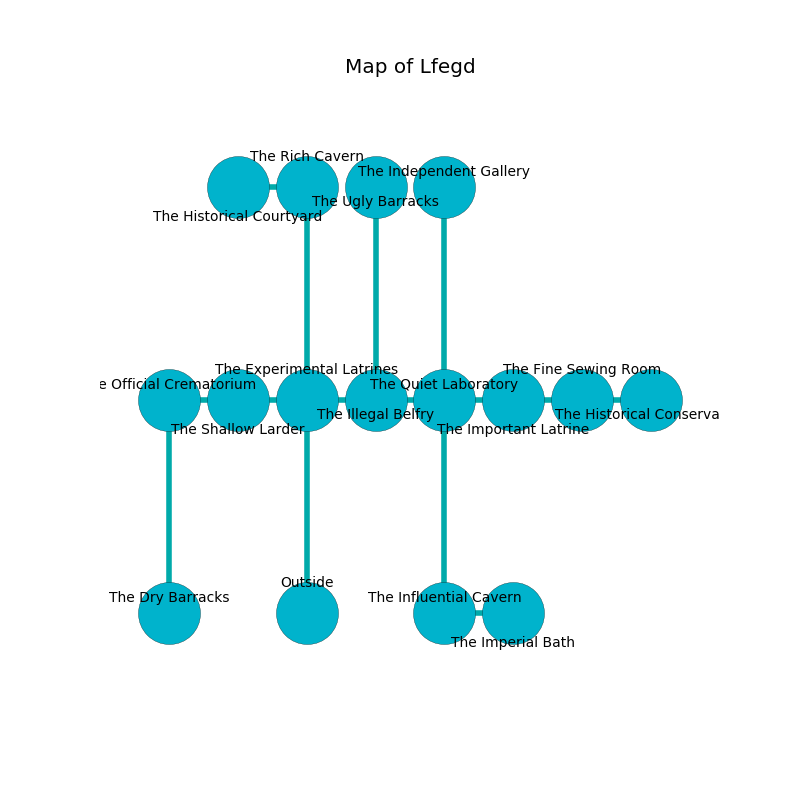 Map of Lfegd
The Rich Cavern
The Independent Gallery
The Ugly Barracks
The Historical Courtyard
The Experimental Latrines
The Fine Sewing Room
e Official Crematorium
The Quiet Laboratory
The Illegal Belfry
The Historical Conserva
The Shallow Larder
The Important Latrine
Outside
The Dry Barracks
The Influential Cavern
The Imperial Bath